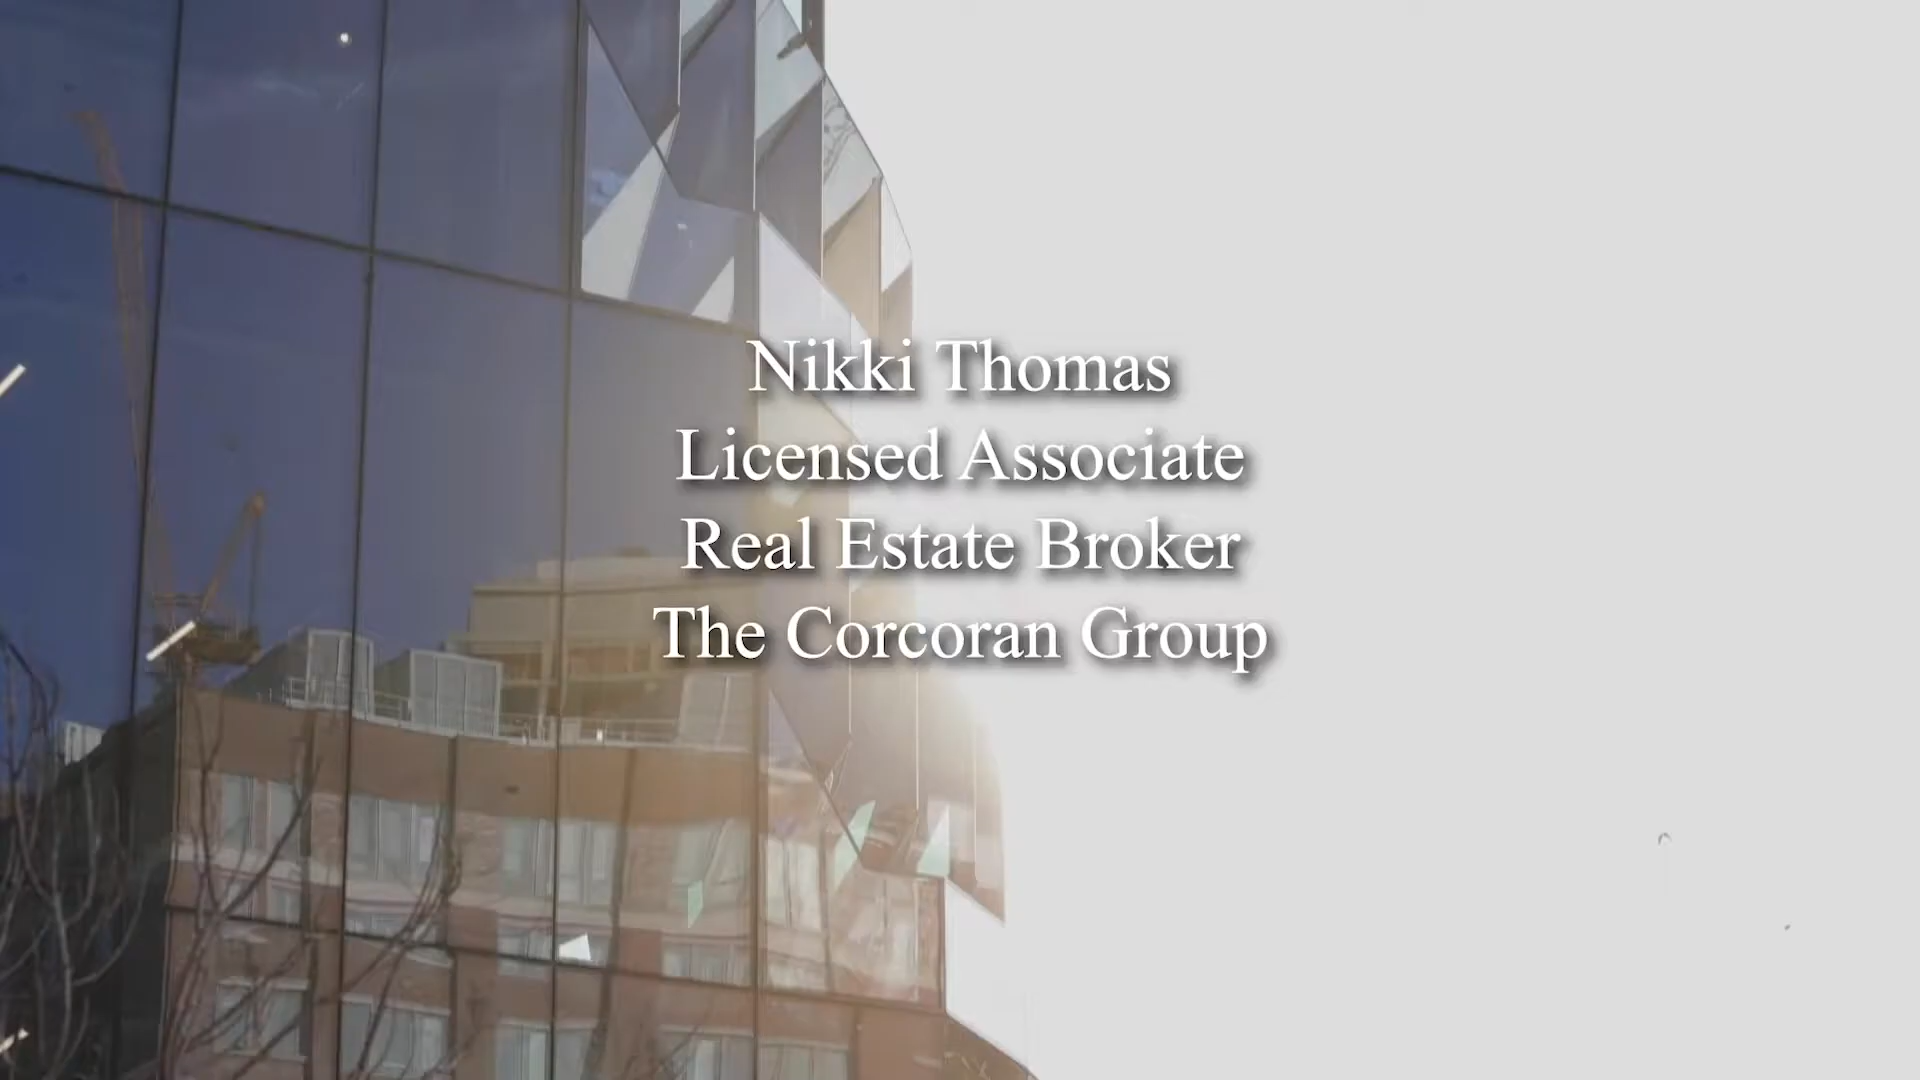 Nikki Thomas
Licensed Associate
Real Estate Broker
The Corcoran Group